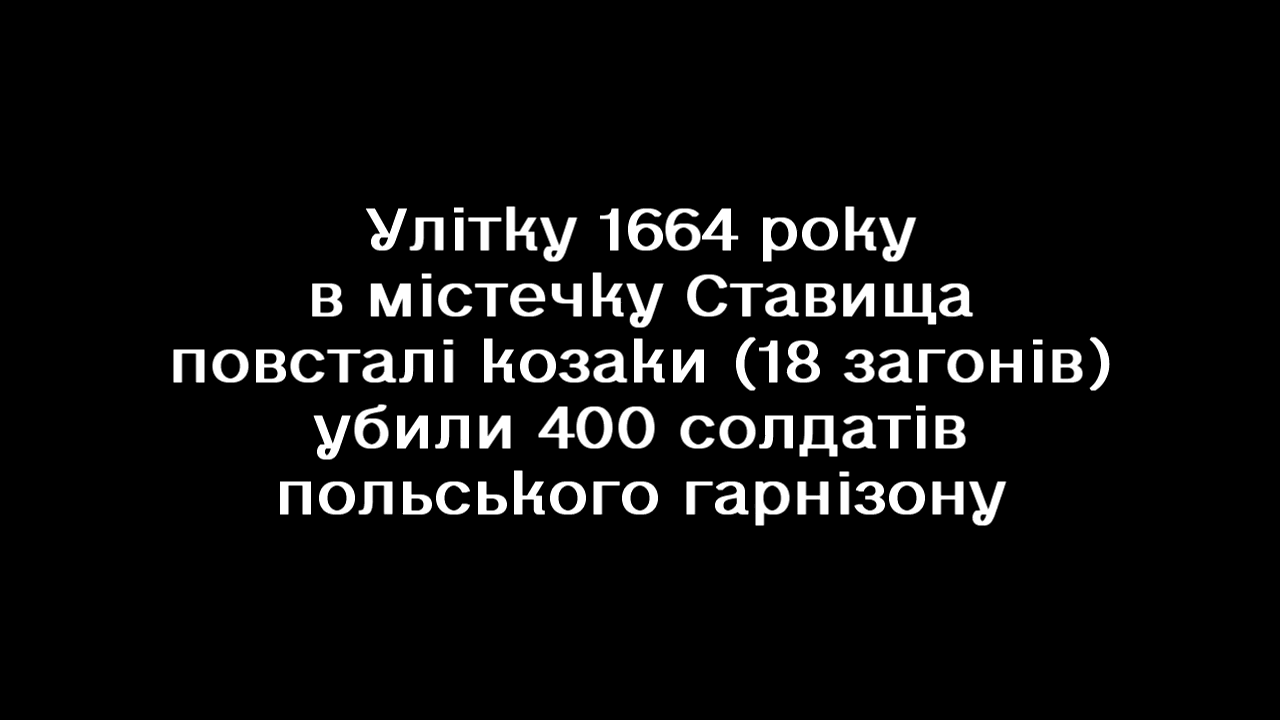 Улітку 1664 року
в містечку Ставища
повсталі козаки (18 загонів)
убили 400 солдатів
польського гарнізону